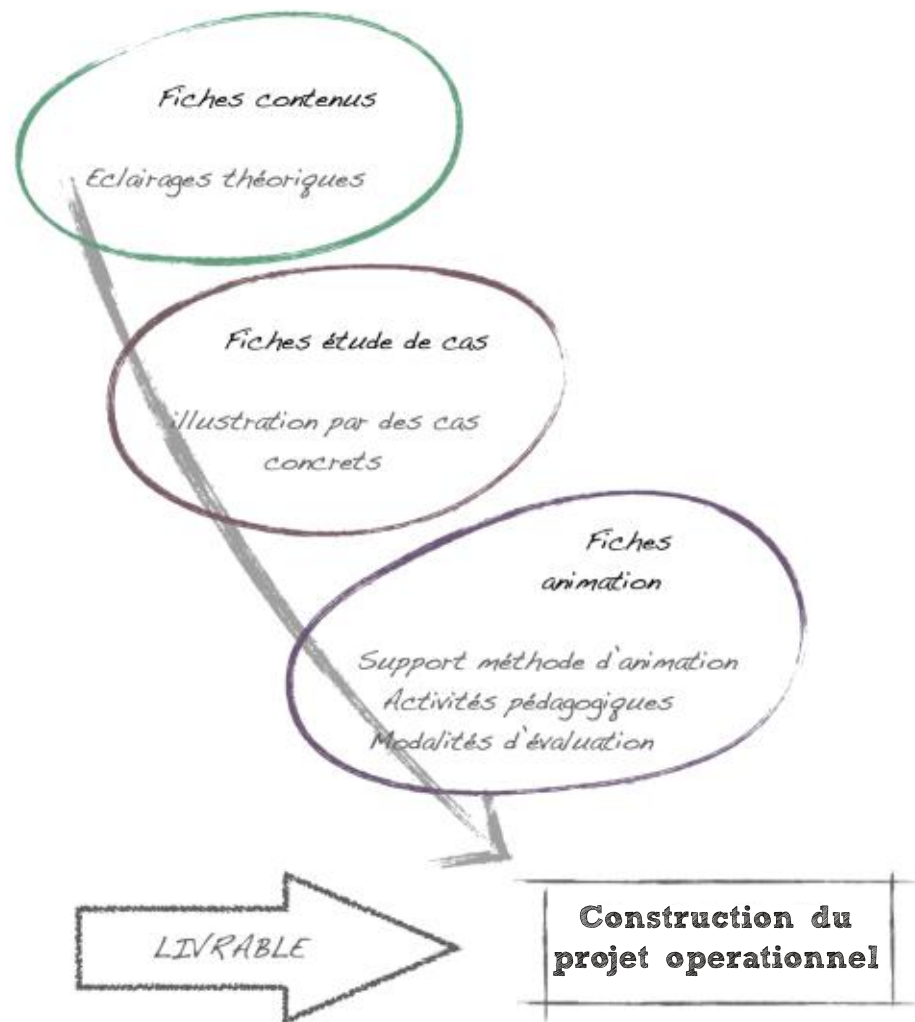 Fiches contenus
Eclairages théoriques
Fiches étude de cas
illustration par des cas
concrets
Fiches
animation
Support méthode d'animation
Activités pédagogiques
Modalités d'évaluation
LIVRABLE
Construction du
projet operationnel